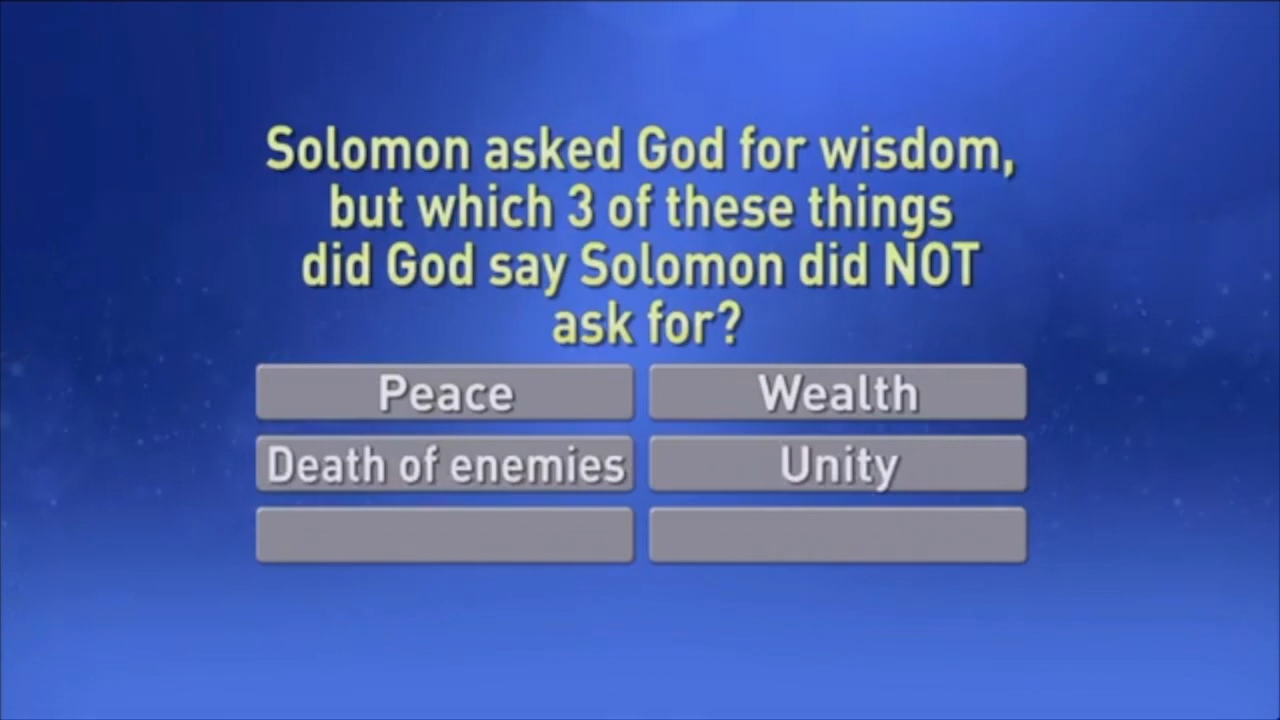 Solomon asked God for wisdom,
but which 3 of these things
did God say Solomon did NOT
ask for?
Peace
Wealth
Death of enemies
Unity